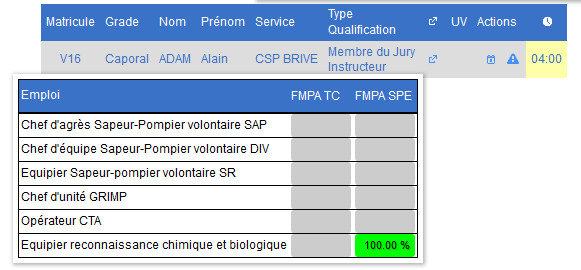 Matricule Grade Nom Prénom Service Type Qualification UV Actions
V16 Caporal ADAM Alain CSP BRIVE Membre du Jury Instructeur 04:00
Emploi FMPA TC FMPA SPE
Chef d'agrès Sapeur-Pompier volontaire SAP
Chef d'équipe Sapeur-Pompier volontaire DIV
Equipier Sapeur-pompier volontaire SR
Chef d'unité GRIMP
Opérateur CTA
Equipier reconnaissance chimique et biologique 100.00 %